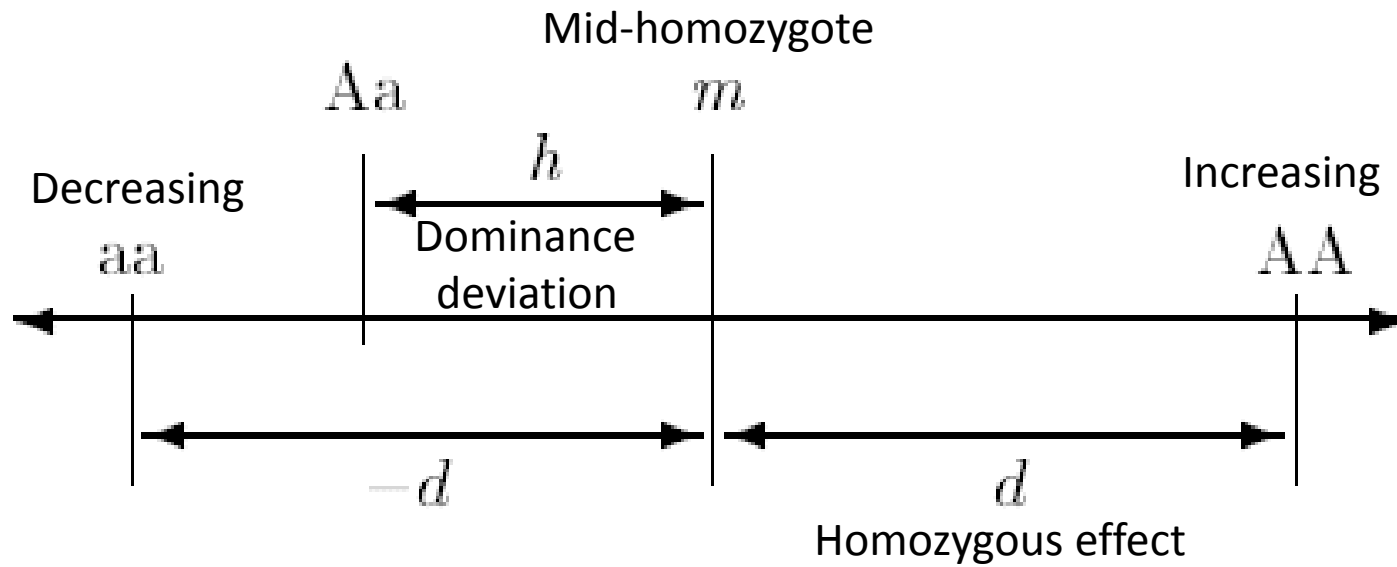 Mid-homozygote
Aa
m
h
Decreasing
Increasing
Dominance
deviation
aa
AA
−d
d
Homozygous effect